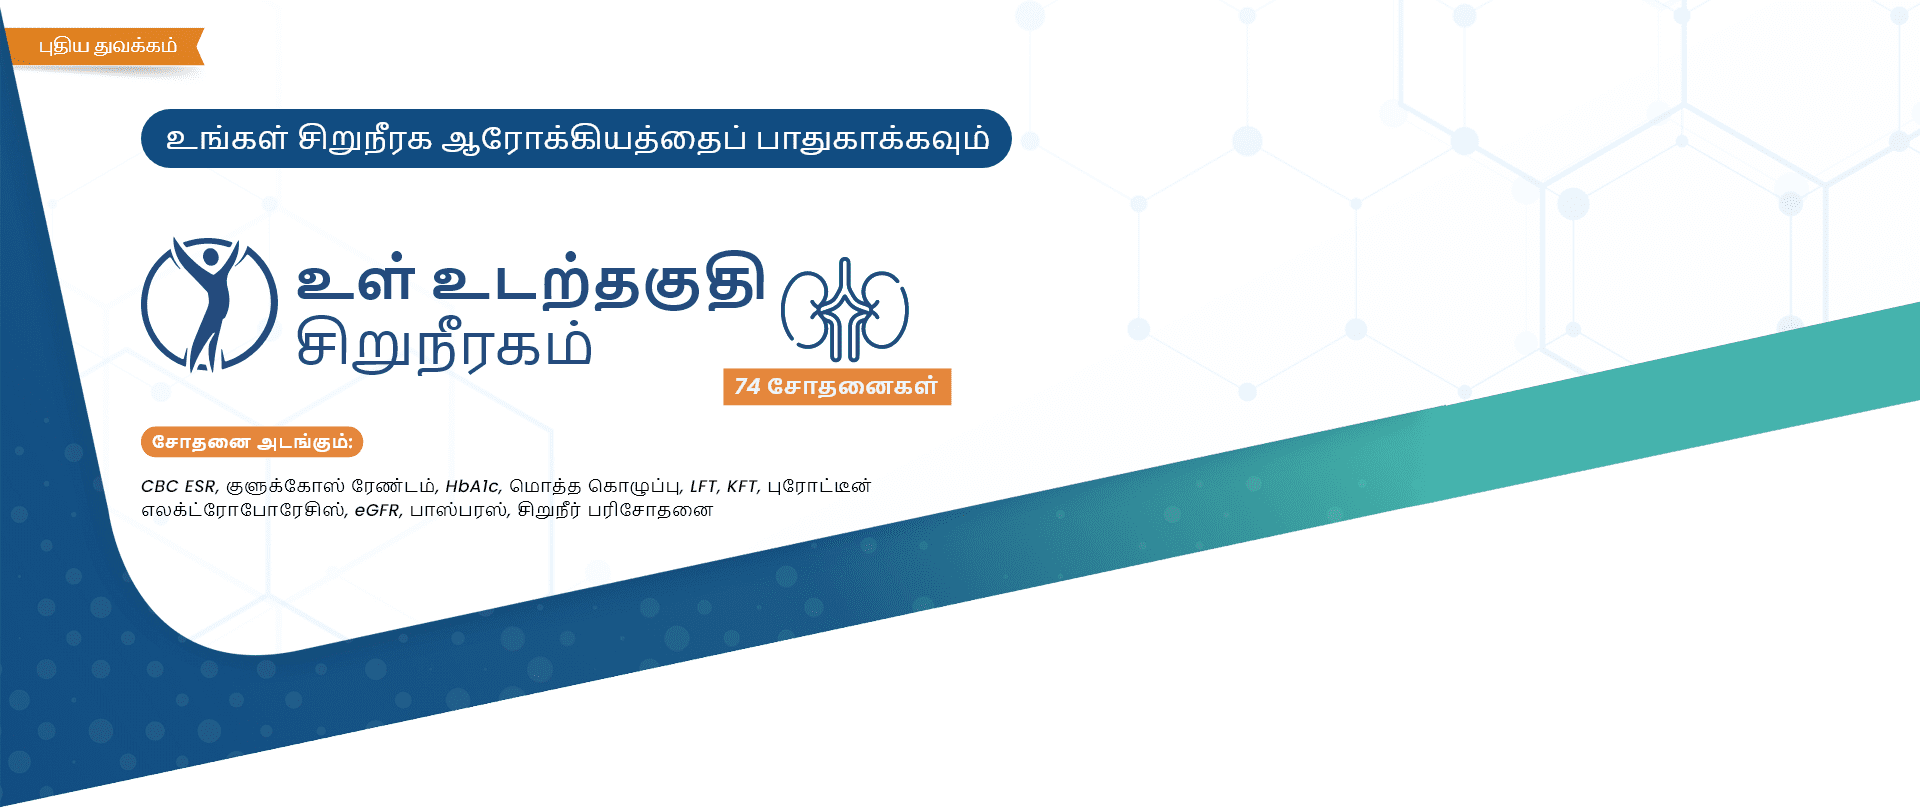 புதிய துவக்கம்
உங்கள் சிறுநீரக ஆரோக்கியத்தைப் பாதுகாக்கவும்
உள் உடற்தகுதி
சிறுநீரகம்
74 சோதனைகள்
சோதனை அடங்கும்:
CBC ESR, குளுக்கோஸ் ரேண்டம், HbA1c, மொத்த கொழுப்பு, LFT, KFT, புரோட்டீன்
எலக்ட்ரோபோரேசிஸ், eGFR, பாஸ்பரஸ், சிறுநீர் பரிசோதனை